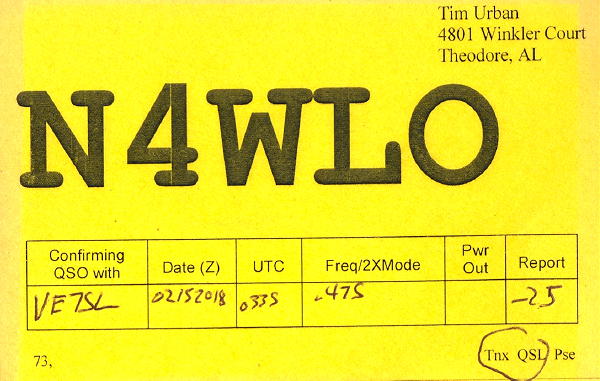 Tim Urban
4801 Winkler Court
Theodore, AL
N4WLO
Confirming QSO with Date (Z) UTC Freq/2XMode Pwr Out Report
VE7SL 02152018 0335 .475 -25
73, Tnx QSL Pse